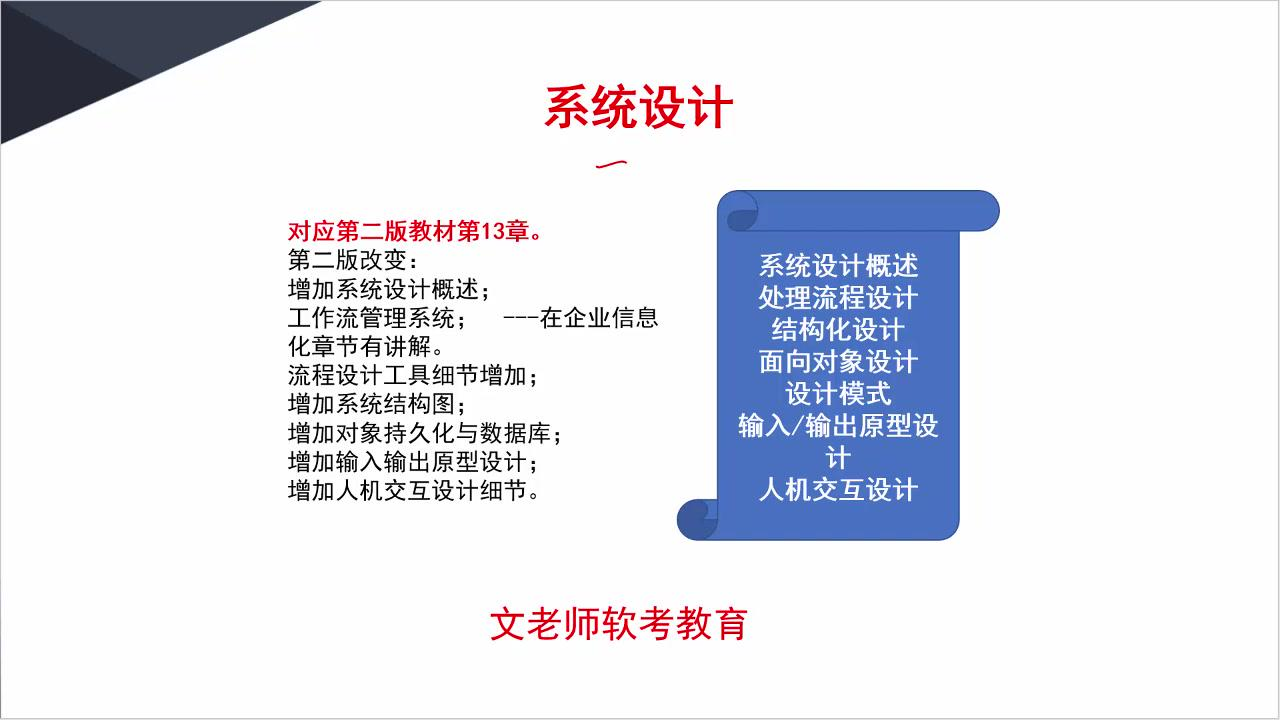 系统设计
对应第二版教材第13章。
第二版改变：
增加系统设计概述；
工作流管理系统； ---在企业信息
化章节有讲解。
流程设计工具细节增加；
增加系统结构图；
增加对象持久化与数据库；
增加输入输出原型设计；
增加人机交互设计细节。
系统设计概述
处理流程设计
结构化设计
面向对象设计
设计模式
输入/输出原型设
计
人机交互设计
文老师软考教育